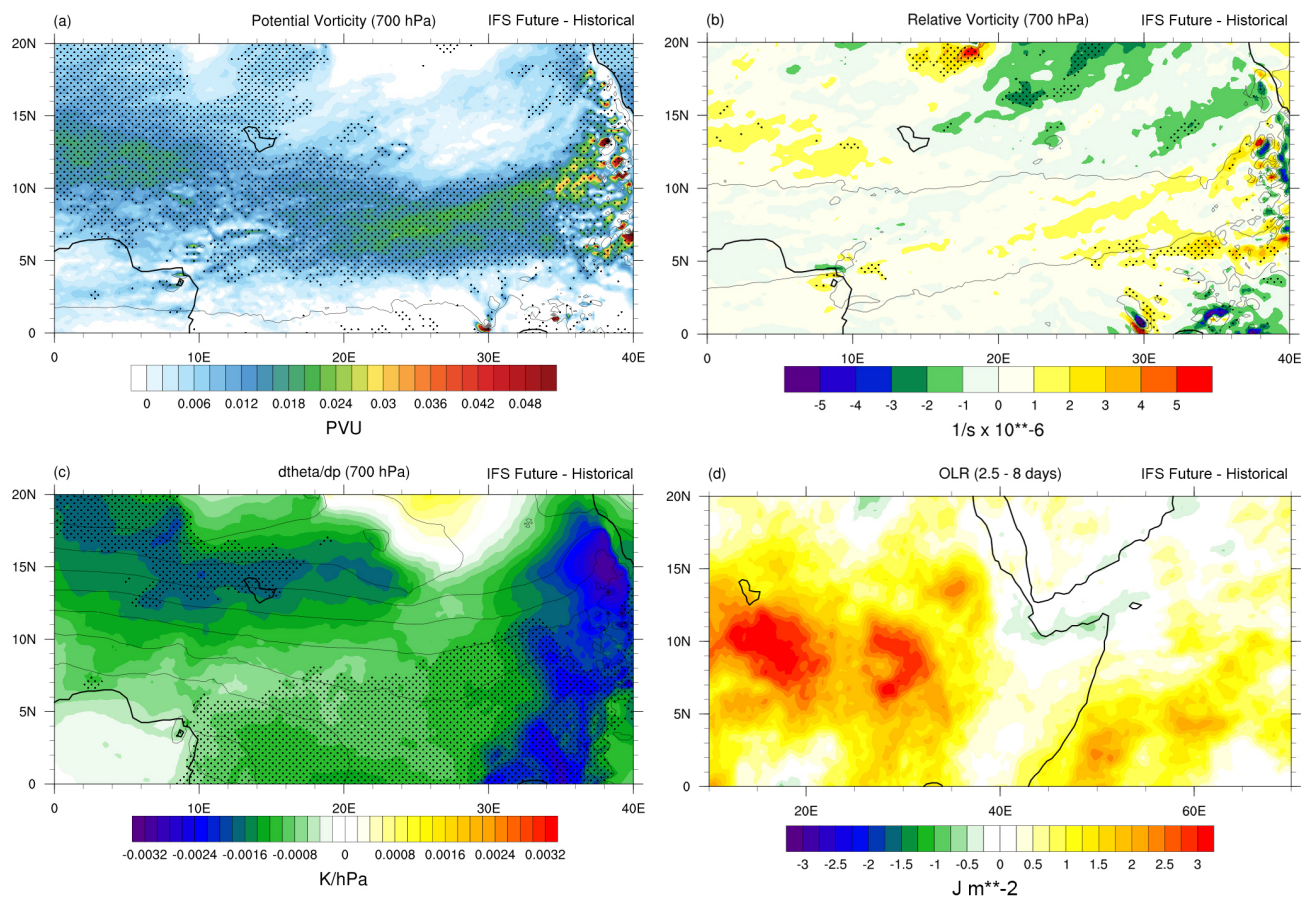 (a) Potential Vorticity (700 hPa) IFS Future - Historical
20N
15N
10N
5N
0
0 10E 20E 30E 40E
0 0.006 0.012 0.018 0.024 0.03 0.036 0.042 0.048
PVU
(b) Relative Vorticity (700 hPa) IFS Future - Historical
20N
15N
10N
5N
0
0 10E 20E 30E 40E
-5 -4 -3 -2 -1 0 1 2 3 4 5
1/s x 10**-6
(c) dtheta/dp (700 hPa) IFS Future - Historical
20N
15N
10N
5N
0
0 10E 20E 30E 40E
-0.0032 -0.0024 -0.0016 -0.0008 0 0.0008 0.0016 0.0024 0.0032
K/hPa
(d) OLR (2.5 - 8 days) IFS Future - Historical
20N
15N
10N
5N
0
20E 40E 60E
-3 -2.5 -2 -1.5 -1 -0.5 0 0.5 1 1.5 2 2.5 3
J m**-2